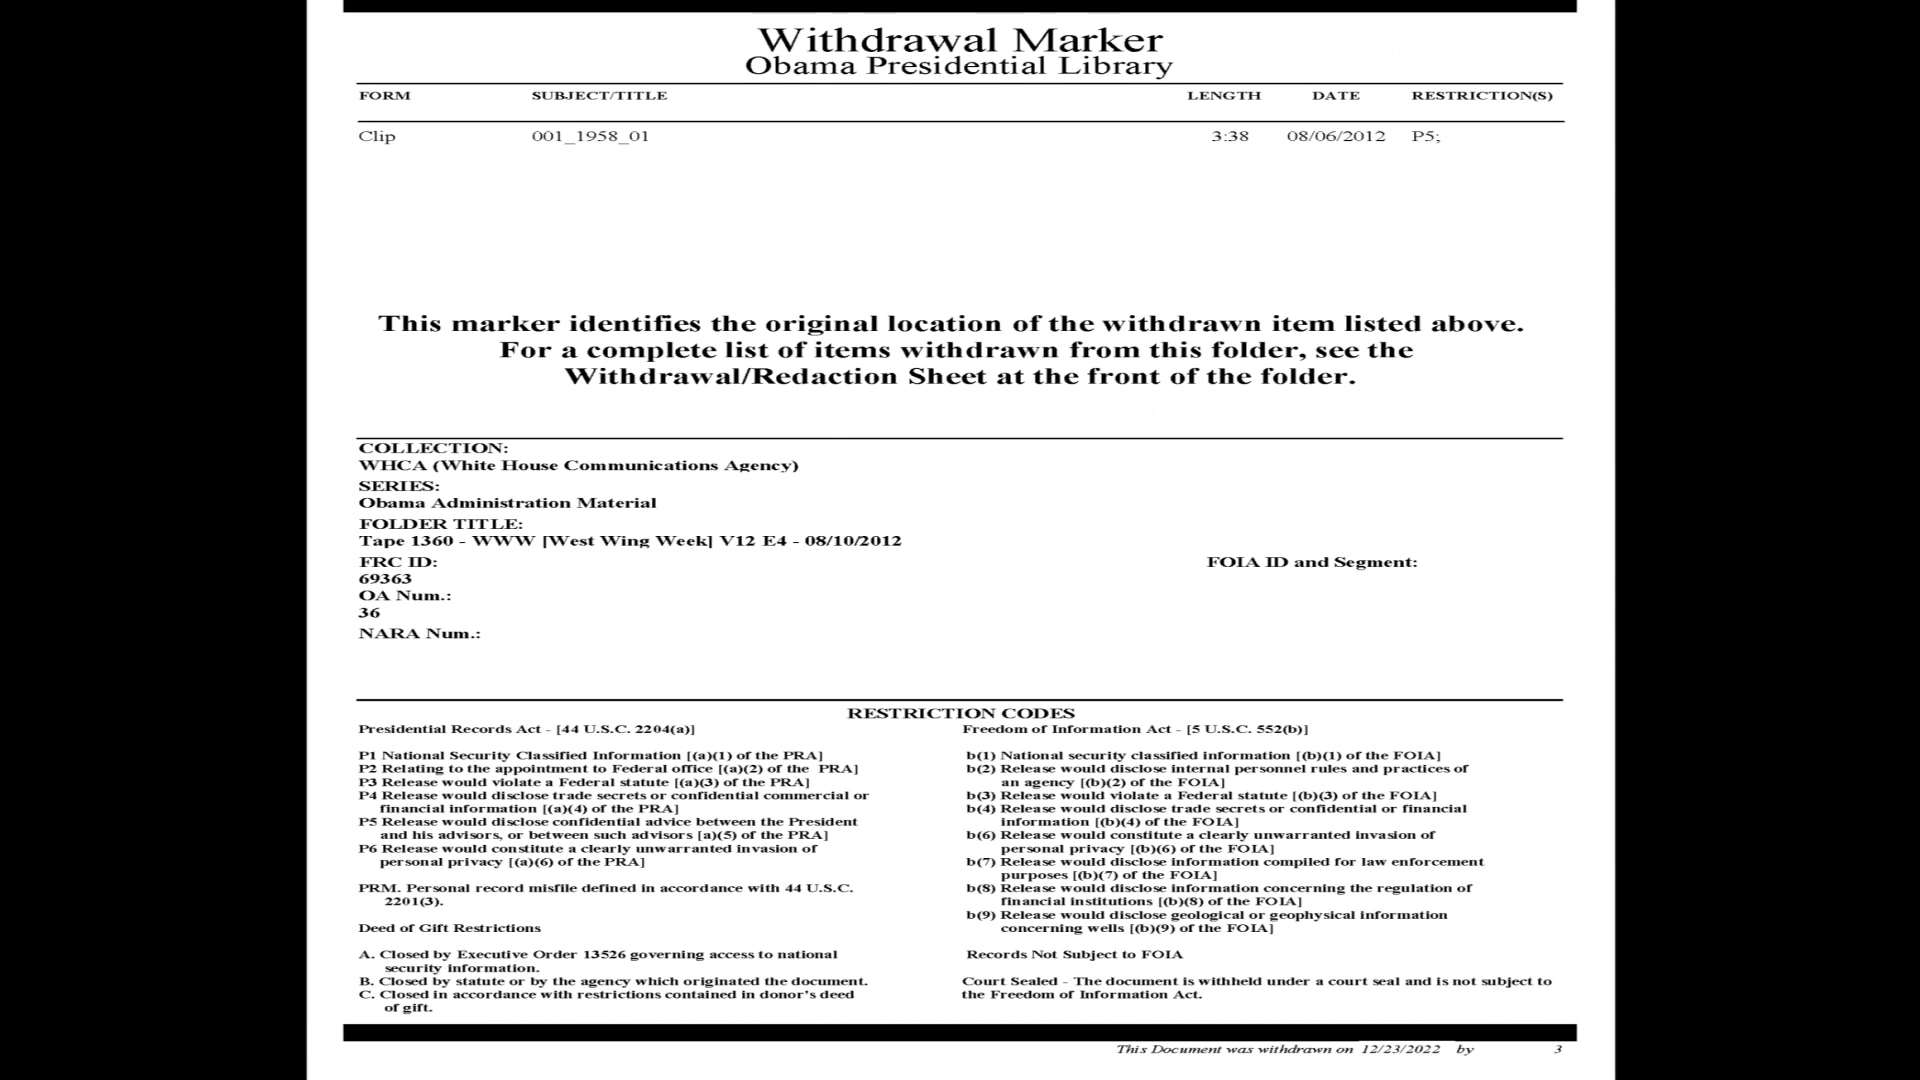 Withdrawal Marker
Obama Presidential Library
FORM SUBJECT/TITLE LENGTH DATE RESTRICTION(S)
Clip 001_1958_01 3:38 08/06/2012 P5;
This marker identifies the original location of the withdrawn item listed above.
For a complete list of items withdrawn from this folder, see the
Withdrawal/Redaction Sheet at the front of the folder.
COLLECTION:
WHCA (White House Communications Agency)
SERIES:
Obama Administration Material
FOLDER TITLE:
Tape 1360 - WWW [West Wing Week] V12 E4 - 08/10/2012
FRC ID: FOIA ID and Segment:
69363
OA Num.:
36
NARA Num.:
RESTRICTION CODES
Presidential Records Act - [44 U.S.C. 2204(a)]
P1 National Security Classified Information [(a)(1) of the PRA]
P2 Relating to the appointment to Federal office [(a)(2) of the PRA]
P3 Release would violate a Federal statute [(a)(3) of the PRA]
P4 Release would disclose trade secrets or confidential commercial or
financial information [(a)(4) of the PRA]
P5 Release would disclose confidential advice between the President
and his advisors, or between such advisors [a)(5) of the PRA]
P6 Release would constitute a clearly unwarranted invasion of
personal privacy [(a)(6) of the PRA]
PRM. Personal record misfile defined in accordance with 44 U.S.C.
2201(3).
Deed of Gift Restrictions
A. Closed by Executive Order 13526 governing access to national
security information.
B. Closed by statute or by the agency which originated the document.
C. Closed in accordance with restrictions contained in donor's deed
of gift.
Freedom of Information Act - [5 U.S.C. 552(b)]
b(1) National security classified information [(b)(1) of the FOIA]
b(2) Release would disclose internal personnel rules and practices of
an agency [(b)(2) of the FOIA]
b(3) Release would violate a Federal statute [(b)(3) of the FOIA]
b(4) Release would disclose trade secrets or confidential or financial
information [(b)(4) of the FOIA]
b(6) Release would constitute a clearly unwarranted invasion of
personal privacy [(b)(6) of the FOIA]
b(7) Release would disclose information compiled for law enforcement
purposes [(b)(7) of the FOIA]
b(8) Release would disclose information concerning the regulation of
financial institutions [(b)(8) of the FOIA]
b(9) Release would disclose geological or geophysical information
concerning wells [(b)(9) of the FOIA]
Records Not Subject to FOIA
Court Sealed - The document is withheld under a court seal and is not subject to
the Freedom of Information Act.
This Document was withdrawn on 12/23/2022 by 3